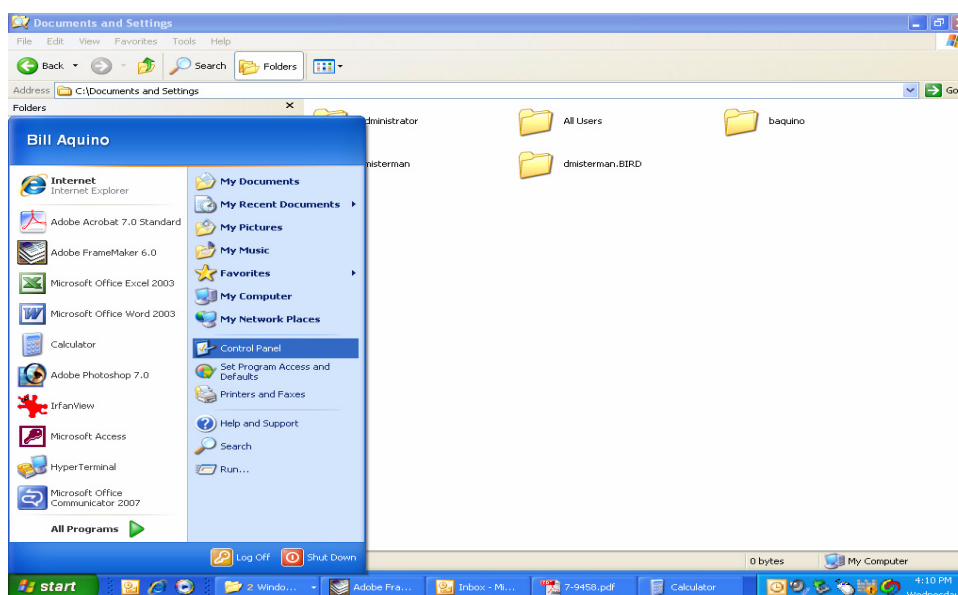 Documents and Settings
File Edit View Favorites Tools Help
Back Search Folders
Address C:\Documents and Settings Go
Folders
dministrator All Users baquino
misterman dmisterman.BIRD
Bill Aquino
Internet
Internet Explorer
Adobe Acrobat 7.0 Standard
Adobe FrameMaker 6.0
Microsoft Office Excel 2003
Microsoft Office Word 2003
Calculator
Adobe Photoshop 7.0
IrfanView
Microsoft Access
HyperTerminal
Microsoft Office
Communicator 2007
All Programs
My Documents
My Recent Documents
My Pictures
My Music
Favorites
My Computer
My Network Places
Control Panel
Set Program Access and
Defaults
Printers and Faxes
Help and Support
Search
Run...
Log Off Shut Down
0 bytes My Computer
start 2 Windo... Adobe Fra... Inbox - Mi... 7-9458.pdf Calculator 4:10 PM
Wednesday